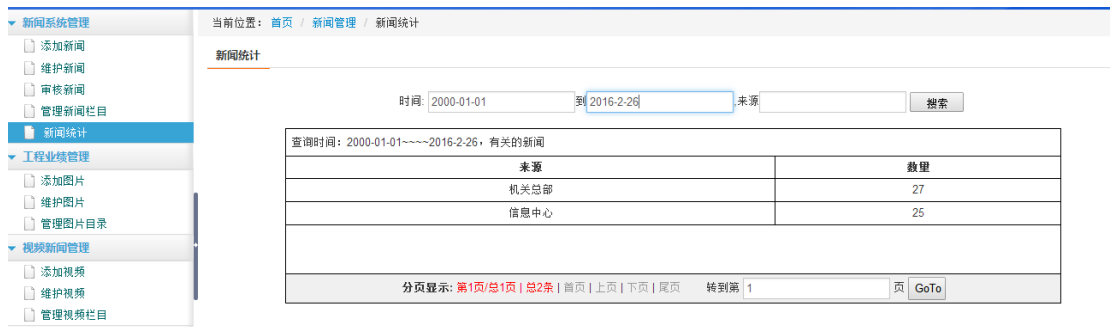 新闻系统管理
添加新闻
维护新闻
审核新闻
管理新闻栏目
新闻统计
工程业绩管理
添加图片
维护图片
管理图片目录
视频新闻管理
添加视频
维护视频
管理视频栏目
当前位置： 首页 / 新闻管理 / 新闻统计
新闻统计
时间: 2000-01-01 到 2016-2-26 ,来源 搜索
查询时间：2000-01-01~~~~2016-2-26，有关的新闻
来源 数量
机关总部 27
信息中心 25
分页显示: 第1页/总1页 | 总2条 | 首页 | 上页 | 下页 | 尾页 转到第 1 页 GoTo